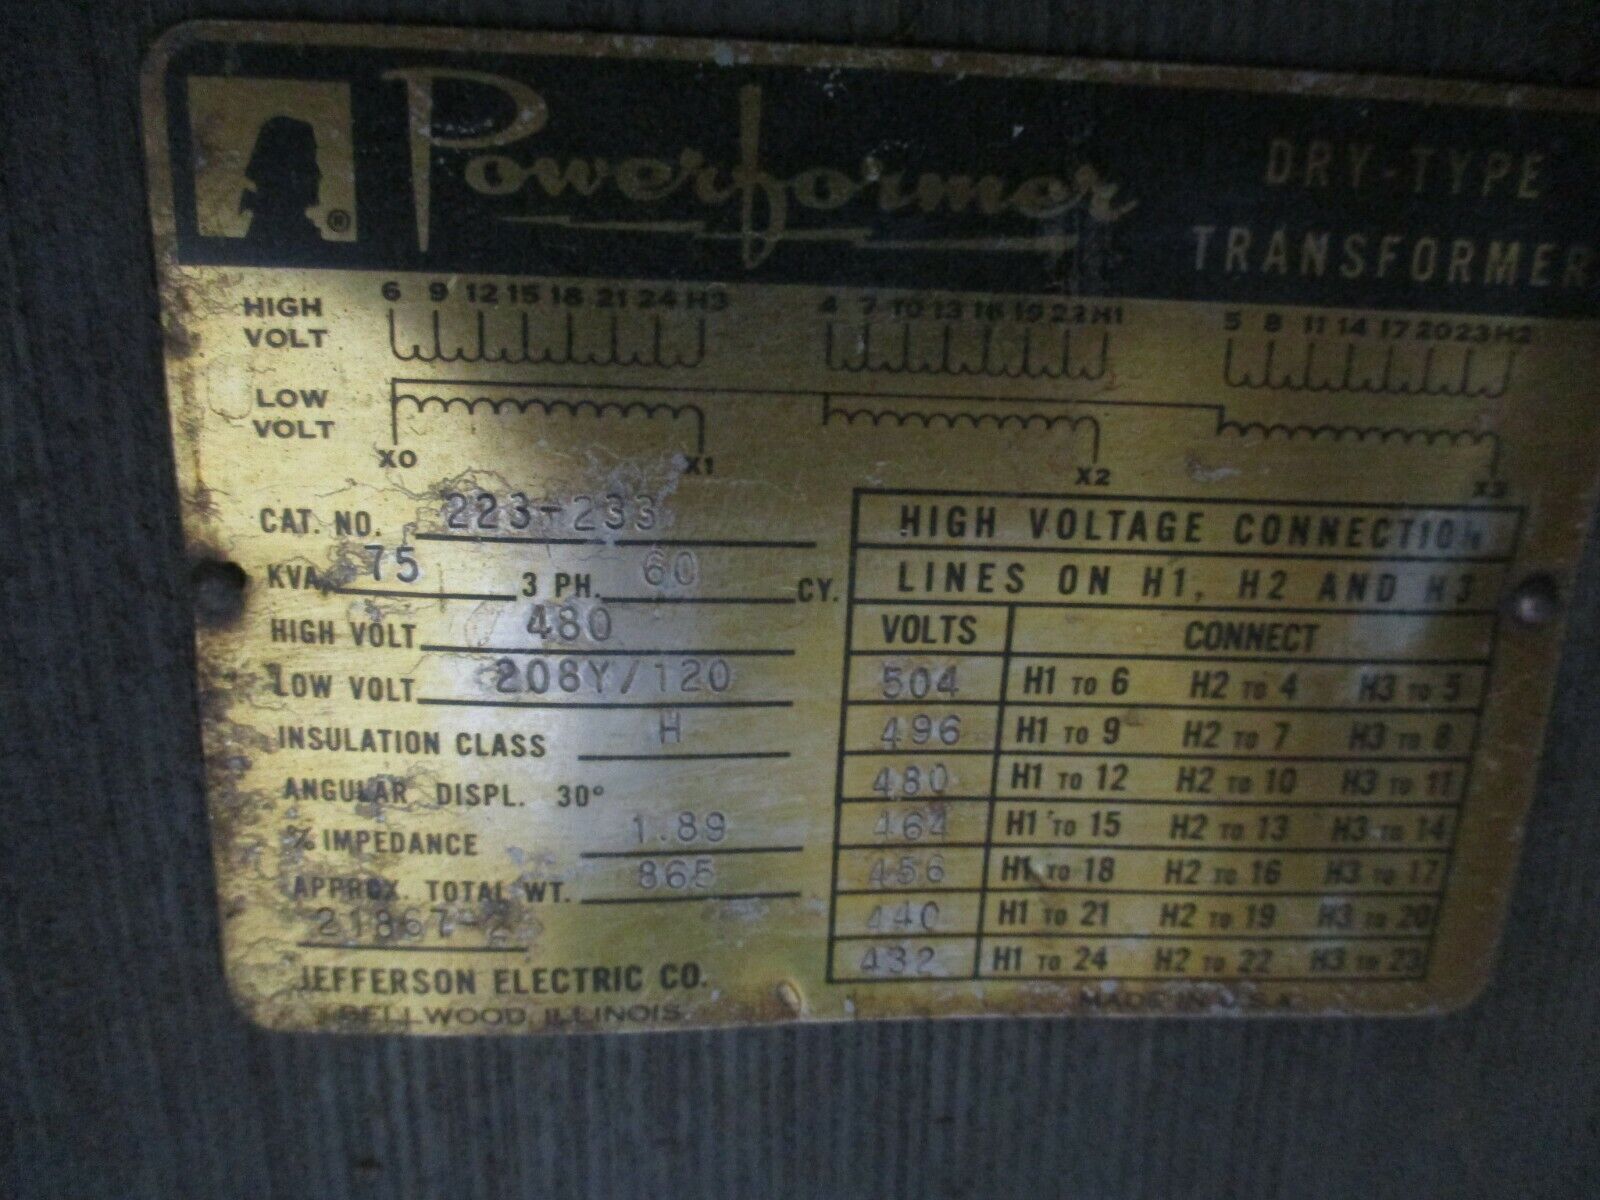 ®
Powerformer
DRY-TYPE
TRANSFORMER
HIGH VOLT
6 9 12 15 18 21 24 H3
4 7 10 13 16 19 22 H1
5 8 11 14 17 20 23 H2
LOW VOLT
X0 X1 X2 X3
CAT. NO. 223-233
KVA. 75 3 PH. 60 CY.
HIGH VOLT 480
LOW VOLT 208Y/120
INSULATION CLASS H
ANGULAR DISPL. 30°
% IMPEDANCE 1.89
APPROX. TOTAL WT. 865
21867-2
JEFFERSON ELECTRIC CO.
BELLWOOD, ILLINOIS
HIGH VOLTAGE CONNECTION
LINES ON H1, H2 AND H3
VOLTS CONNECT
504 H1 TO 6 H2 TO 4 H3 TO 5
496 H1 TO 9 H2 TO 7 H3 TO 8
480 H1 TO 12 H2 TO 10 H3 TO 11
464 H1 TO 15 H2 TO 13 H3 TO 14
456 H1 TO 18 H2 TO 16 H3 TO 17
440 H1 TO 21 H2 TO 19 H3 TO 20
432 H1 TO 24 H2 TO 22 H3 TO 23
MADE IN U.S.A.